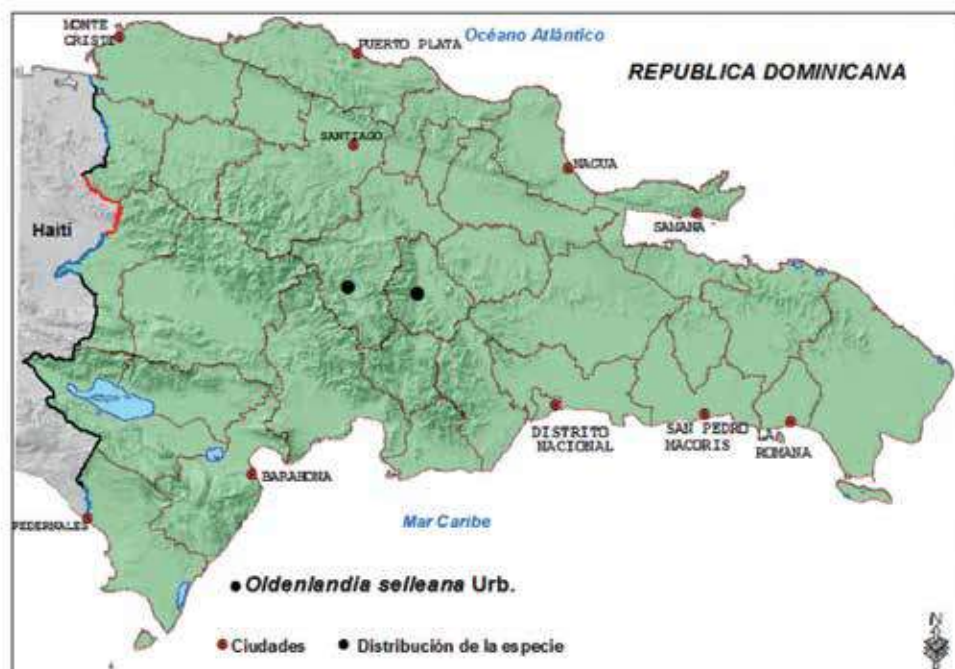 MONTE
CRISTI
PUERTO PLATA
Océano Atlántico
REPUBLICA DOMINICANA
SANTIAGO
NAGUA
SAMANA
Haití
DISTRITO
NACIONAL
SAN PEDRO
MACORIS
LA
ROMANA
BARAHONA
PEDERNALES
Mar Caribe
Oldenlandia selleana Urb.
Ciudades
Distribución de la especie
N